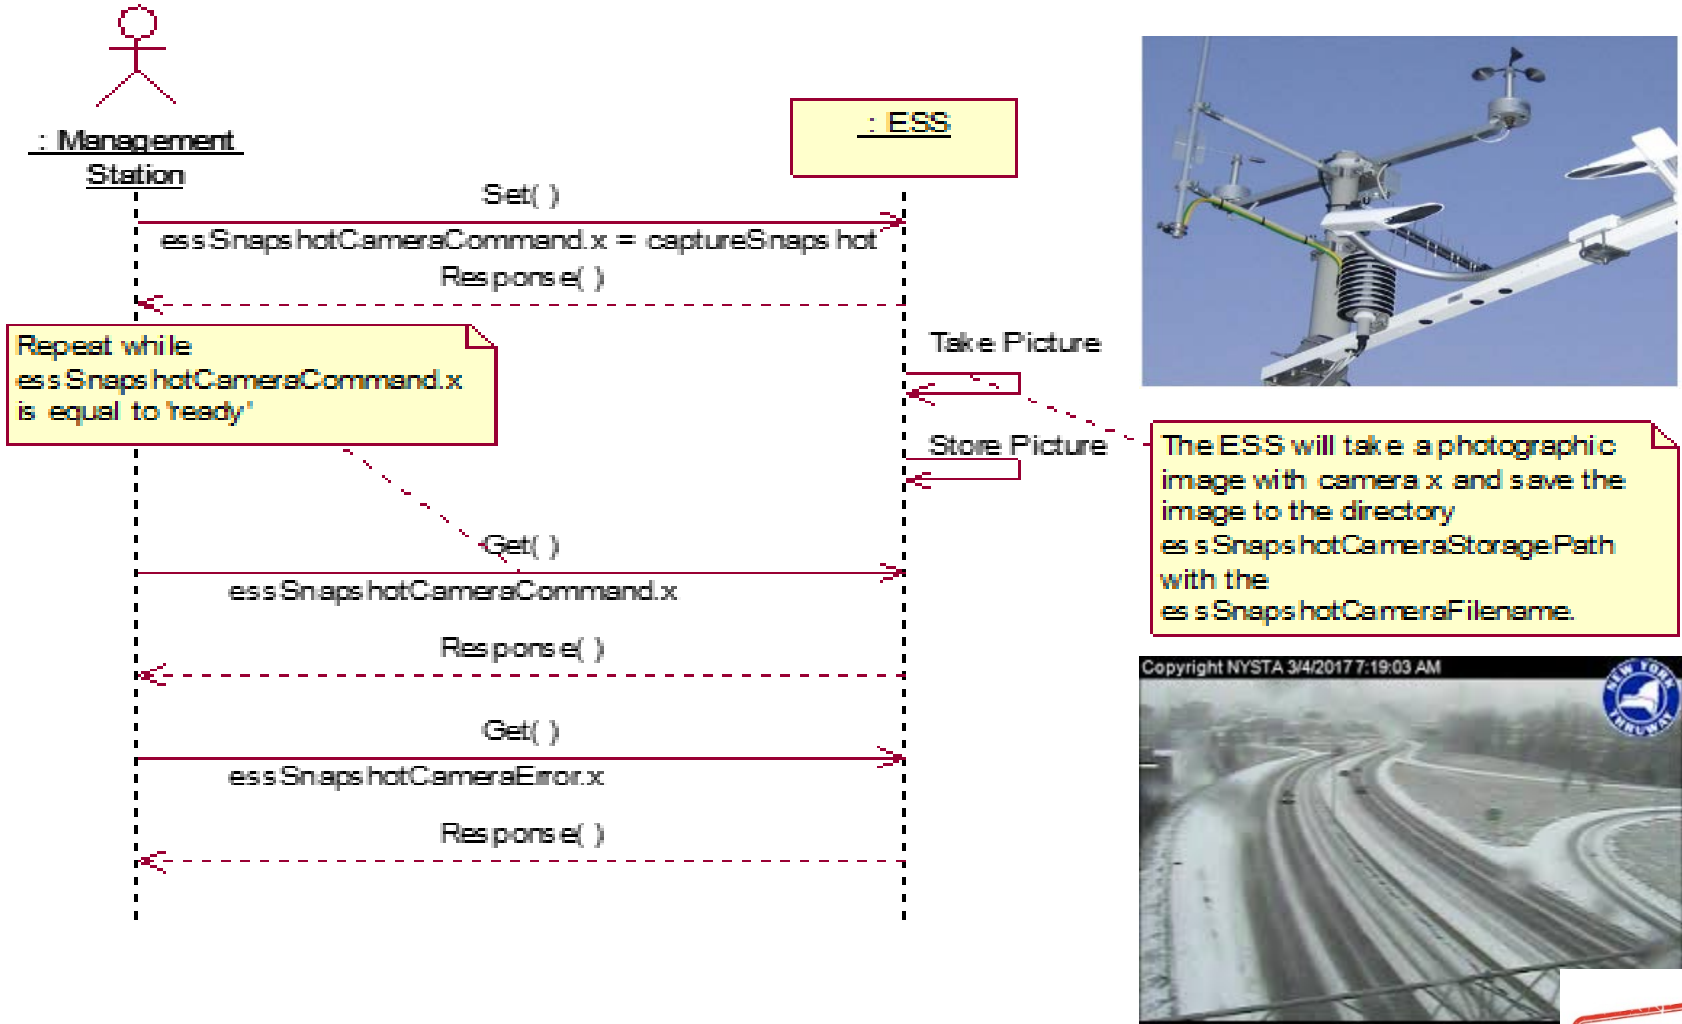 : Management
Station
: ESS
Set( )
essSnapshotCameraCommand.x = captureSnapshot
Response( )
Repeat while
essSnapshotCameraCommand.x
is equal to 'ready'
Take Picture
Store Picture
The ESS will take a photographic
image with camera x and save the
image to the directory
essSnapshotCameraStoragePath
with the
essSnapshotCameraFilename.
Get( )
essSnapshotCameraCommand.x
Response( )
Get( )
essSnapshotCameraError.x
Response( )
Copyright NYSTA 3/4/2017 7:19:03 AM
NEW YORK
THRUWAY